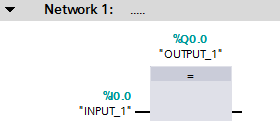 Network 1: .....
%Q0.0
"OUTPUT_1"
=
%I0.0
"INPUT_1"